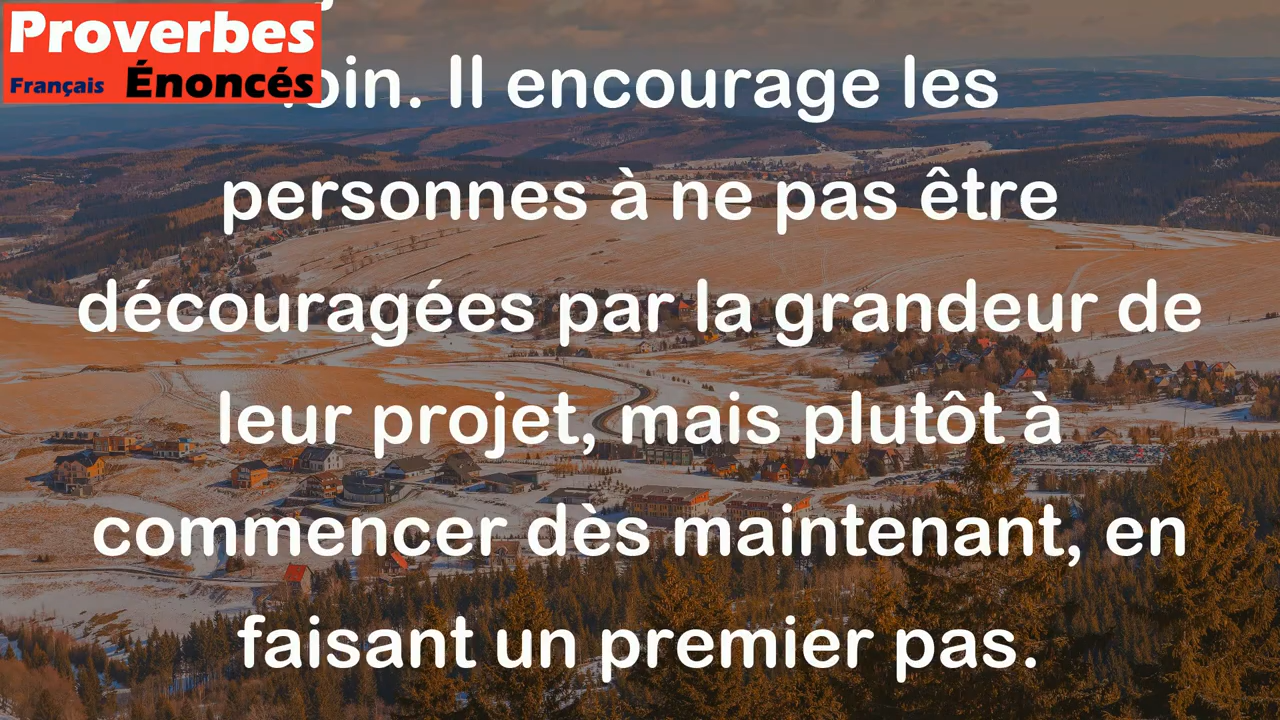 Proverbes
Français Énoncés
loin. Il encourage les
personnes à ne pas être
découragées par la grandeur de
leur projet, mais plutôt à
commencer dès maintenant, en
faisant un premier pas.